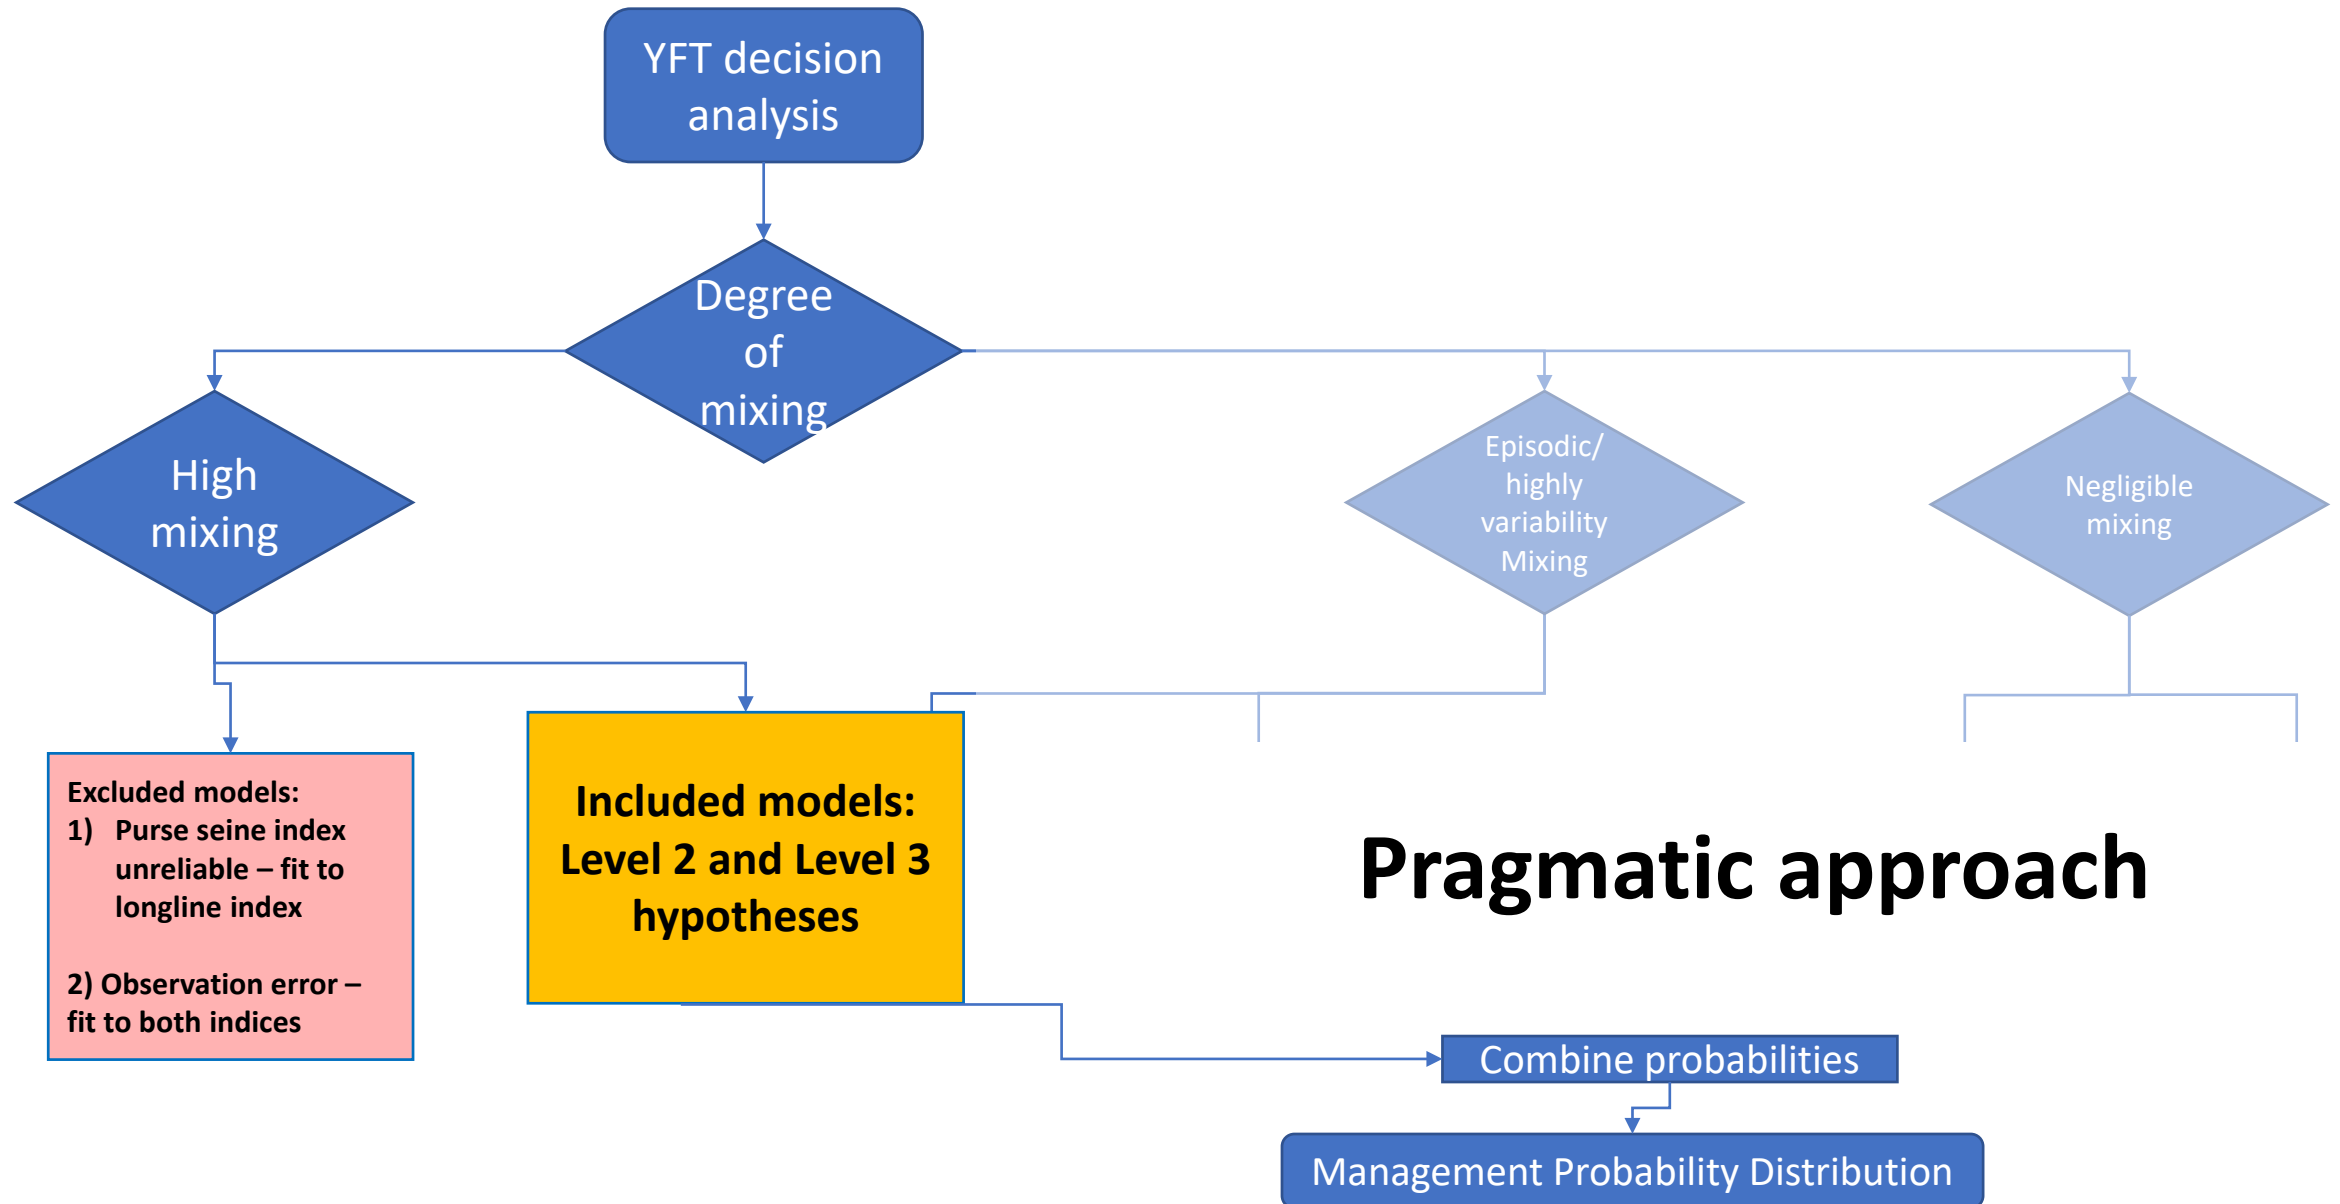 YFT decision
analysis
Degree
of
mixing
High
mixing
Episodic/
highly
variability
Mixing
Negligible
mixing
Excluded models:
1) Purse seine index
unreliable – fit to
longline index
2) Observation error –
fit to both indices
Included models:
Level 2 and Level 3
hypotheses
Pragmatic approach
Combine probabilities
Management Probability Distribution